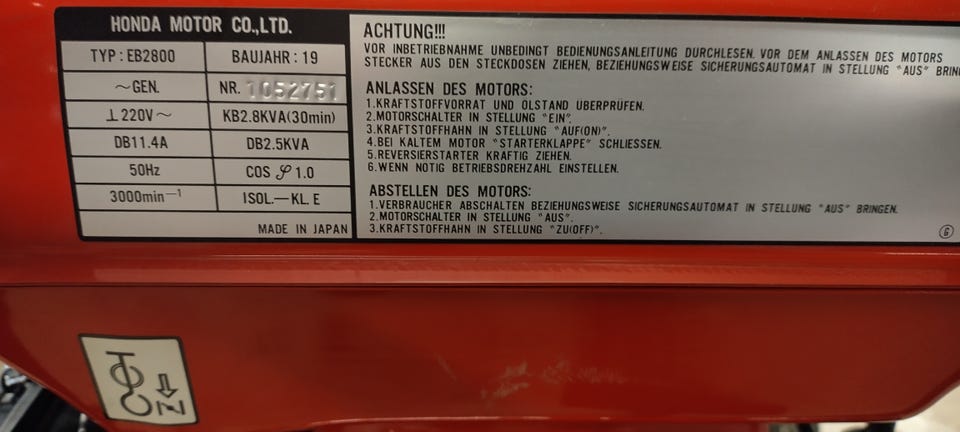 HONDA MOTOR CO.,LTD.
TYP : EB2800 BAUJAHR : 19
~GEN. NR. 1052751
⊥220V~ KB2.8KVA(30min)
DB11.4A DB2.5KVA
50Hz COS 𝒮 1.0
3000min⁻¹ ISOL.—KL. E
MADE IN JAPAN
ACHTUNG!!!
VOR INBETRIEBNAHME UNBEDINGT BEDIENUNGSANLEITUNG DURCHLESEN. VOR DEM ANLASSEN DES MOTORS
STECKER AUS DEN STECKDOSEN ZIEHEN, BEZIEHUNGSWEISE SICHERUNGSAUTOMAT IN STELLUNG "AUS" BRIN
ANLASSEN DES MOTORS:
1.KRAFTSTOFFVORRAT UND OLSTAND UBERPRÜFEN.
2.MOTORSCHALTER IN STELLUNG "EIN".
3.KRAFTSTOFFHAHN IN STELLUNG "AUF(ON)".
4.BEI KALTEM MOTOR "STARTERKLAPPE" SCHLIESSEN.
5.REVERSIERSTARTER KRAFTIG ZIEHEN.
6.WENN NOTIG BETRIEBSDREHZAHL EINSTELLEN.
ABSTELLEN DES MOTORS:
1.VERBRAUCHER ABSCHALTEN BEZIEHUNGSWEISE SICHERUNGSAUTOMAT IN STELLUNG "AUS" BRINGEN.
2.MOTORSCHALTER IN STELLUNG "AUS".
3.KRAFTSTOFFHAHN IN STELLUNG "ZU(OFF)".
G